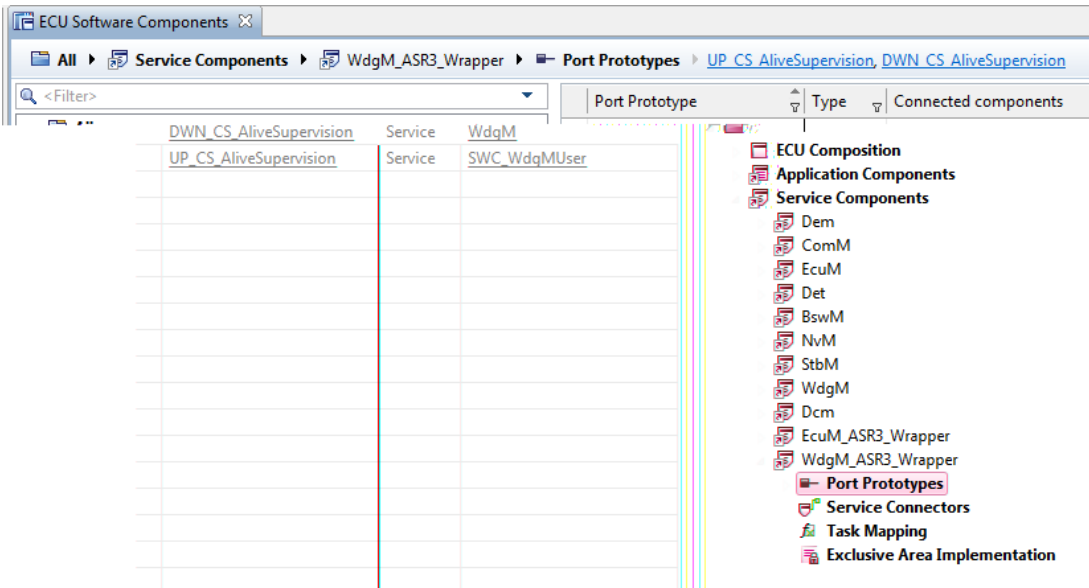 ECU Software Components
All Service Components WdgM_ASR3_Wrapper Port Prototypes UP_CS_AliveSupervision, DWN_CS_AliveSupervision
<Filter>
Port Prototype Type Connected components
DWN_CS_AliveSupervision Service WdgM
UP_CS_AliveSupervision Service SWC_WdgMUser
ECU Composition
Application Components
Service Components
Dem
ComM
EcuM
Det
BswM
NvM
StbM
WdgM
Dcm
EcuM_ASR3_Wrapper
WdgM_ASR3_Wrapper
Port Prototypes
Service Connectors
Task Mapping
Exclusive Area Implementation